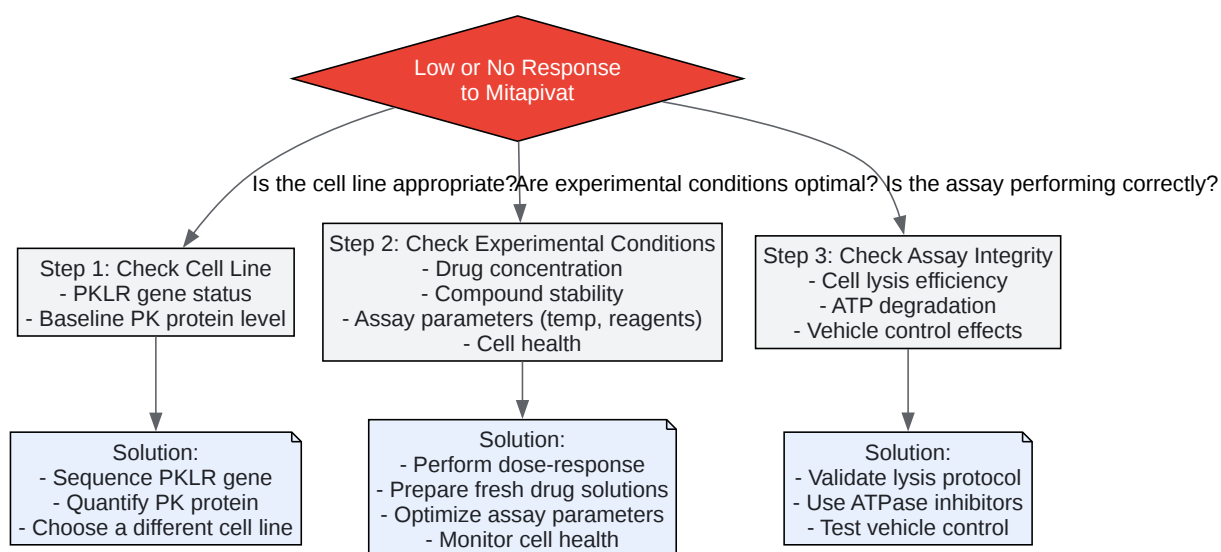 Low or No Response
to Mitapivat
Is the cell line appropriate?
Are experimental conditions optimal?
Is the assay performing correctly?
Step 1: Check Cell Line
- PKLR gene status
- Baseline PK protein level
Step 2: Check Experimental Conditions
- Drug concentration
- Compound stability
- Assay parameters (temp, reagents)
- Cell health
Step 3: Check Assay Integrity
- Cell lysis efficiency
- ATP degradation
- Vehicle control effects
Solution:
- Sequence PKLR gene
- Quantify PK protein
- Choose a different cell line
Solution:
- Perform dose-response
- Prepare fresh drug solutions
- Optimize assay parameters
- Monitor cell health
Solution:
- Validate lysis protocol
- Use ATPase inhibitors
- Test vehicle control